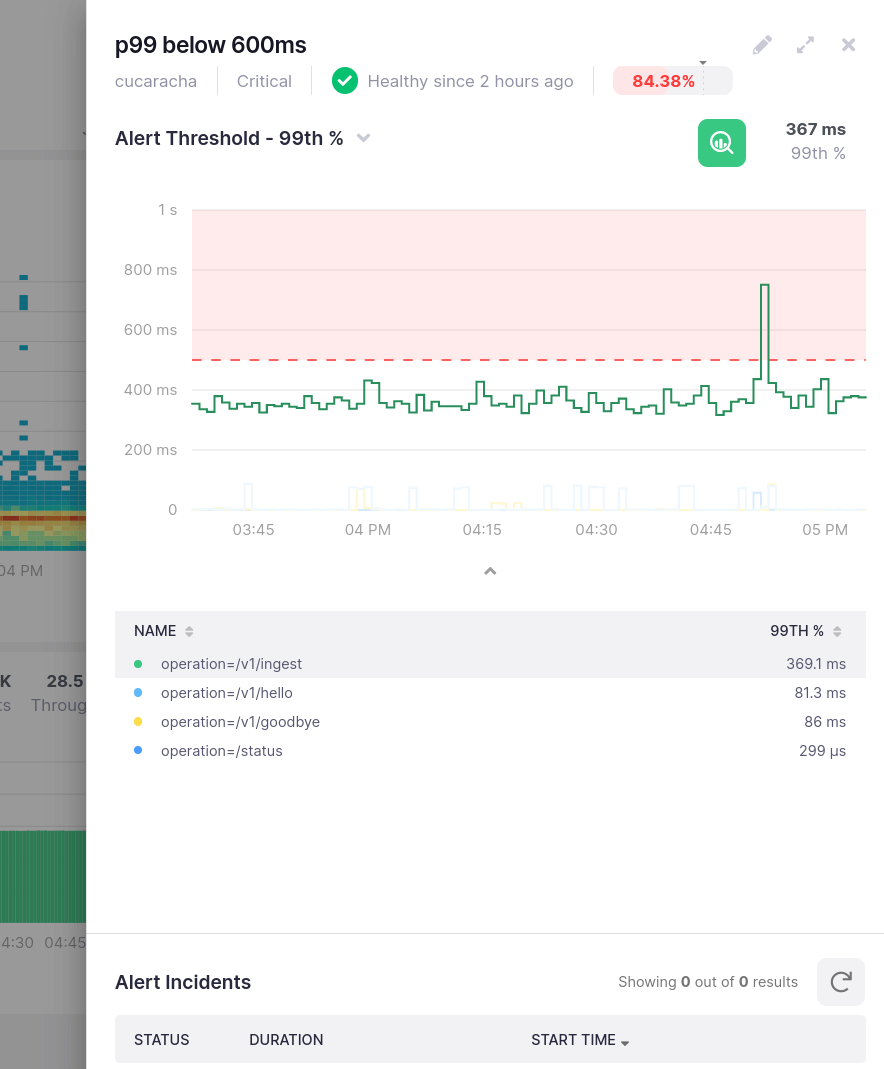 p99 below 600ms
cucaracha
Critical
Healthy since 2 hours ago
84.38%
Alert Threshold - 99th %
367 ms
99th %
1 s
800 ms
600 ms
400 ms
200 ms
0
03:45 04 PM 04:15 04:30 04:45 05 PM
NAME 99TH %
operation=/v1/ingest 369.1 ms
operation=/v1/hello 81.3 ms
operation=/v1/goodbye 86 ms
operation=/status 299 µs
Alert Incidents
Showing 0 out of 0 results
STATUS DURATION START TIME
04 PM
K 28.5
ts Throug
4:30 04:45